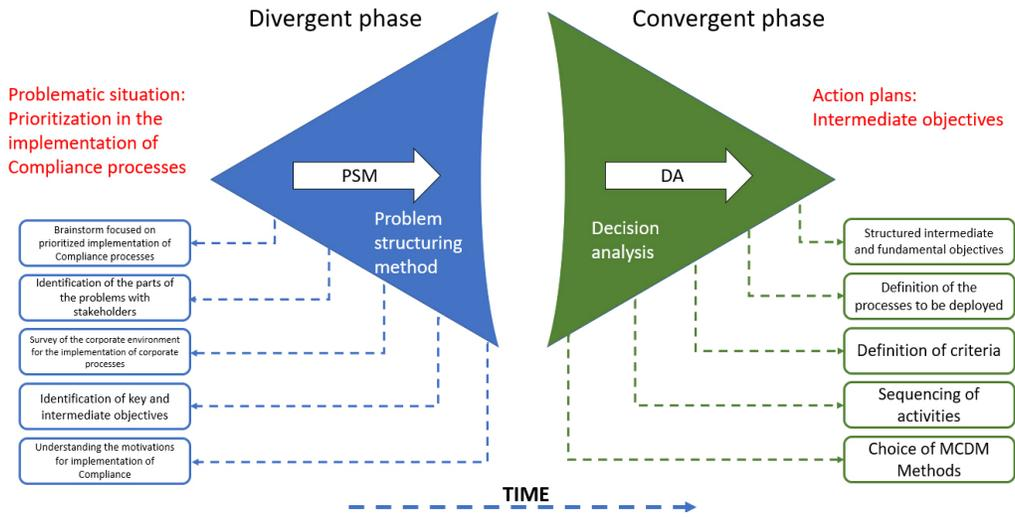 Divergent phase
Convergent phase
Problematic situation:
Prioritization in the
implementation of
Compliance processes
Action plans:
Intermediate objectives
PSM
DA
Problem
structuring
method
Decision
analysis
Brainstorm focused on
prioritized implementation of
Compliance processes
Identification of the parts of
the problems with
stakeholders
Survey of the corporate environment
for the implementation of corporate
processes
Identification of key and
intermediate objectives
Understanding the motivations
for implementation of
Compliance
Structured intermediate
and fundamental objectives
Definition of the
processes to be deployed
Definition of criteria
Sequencing of
activities
Choice of MCDM
Methods
TIME